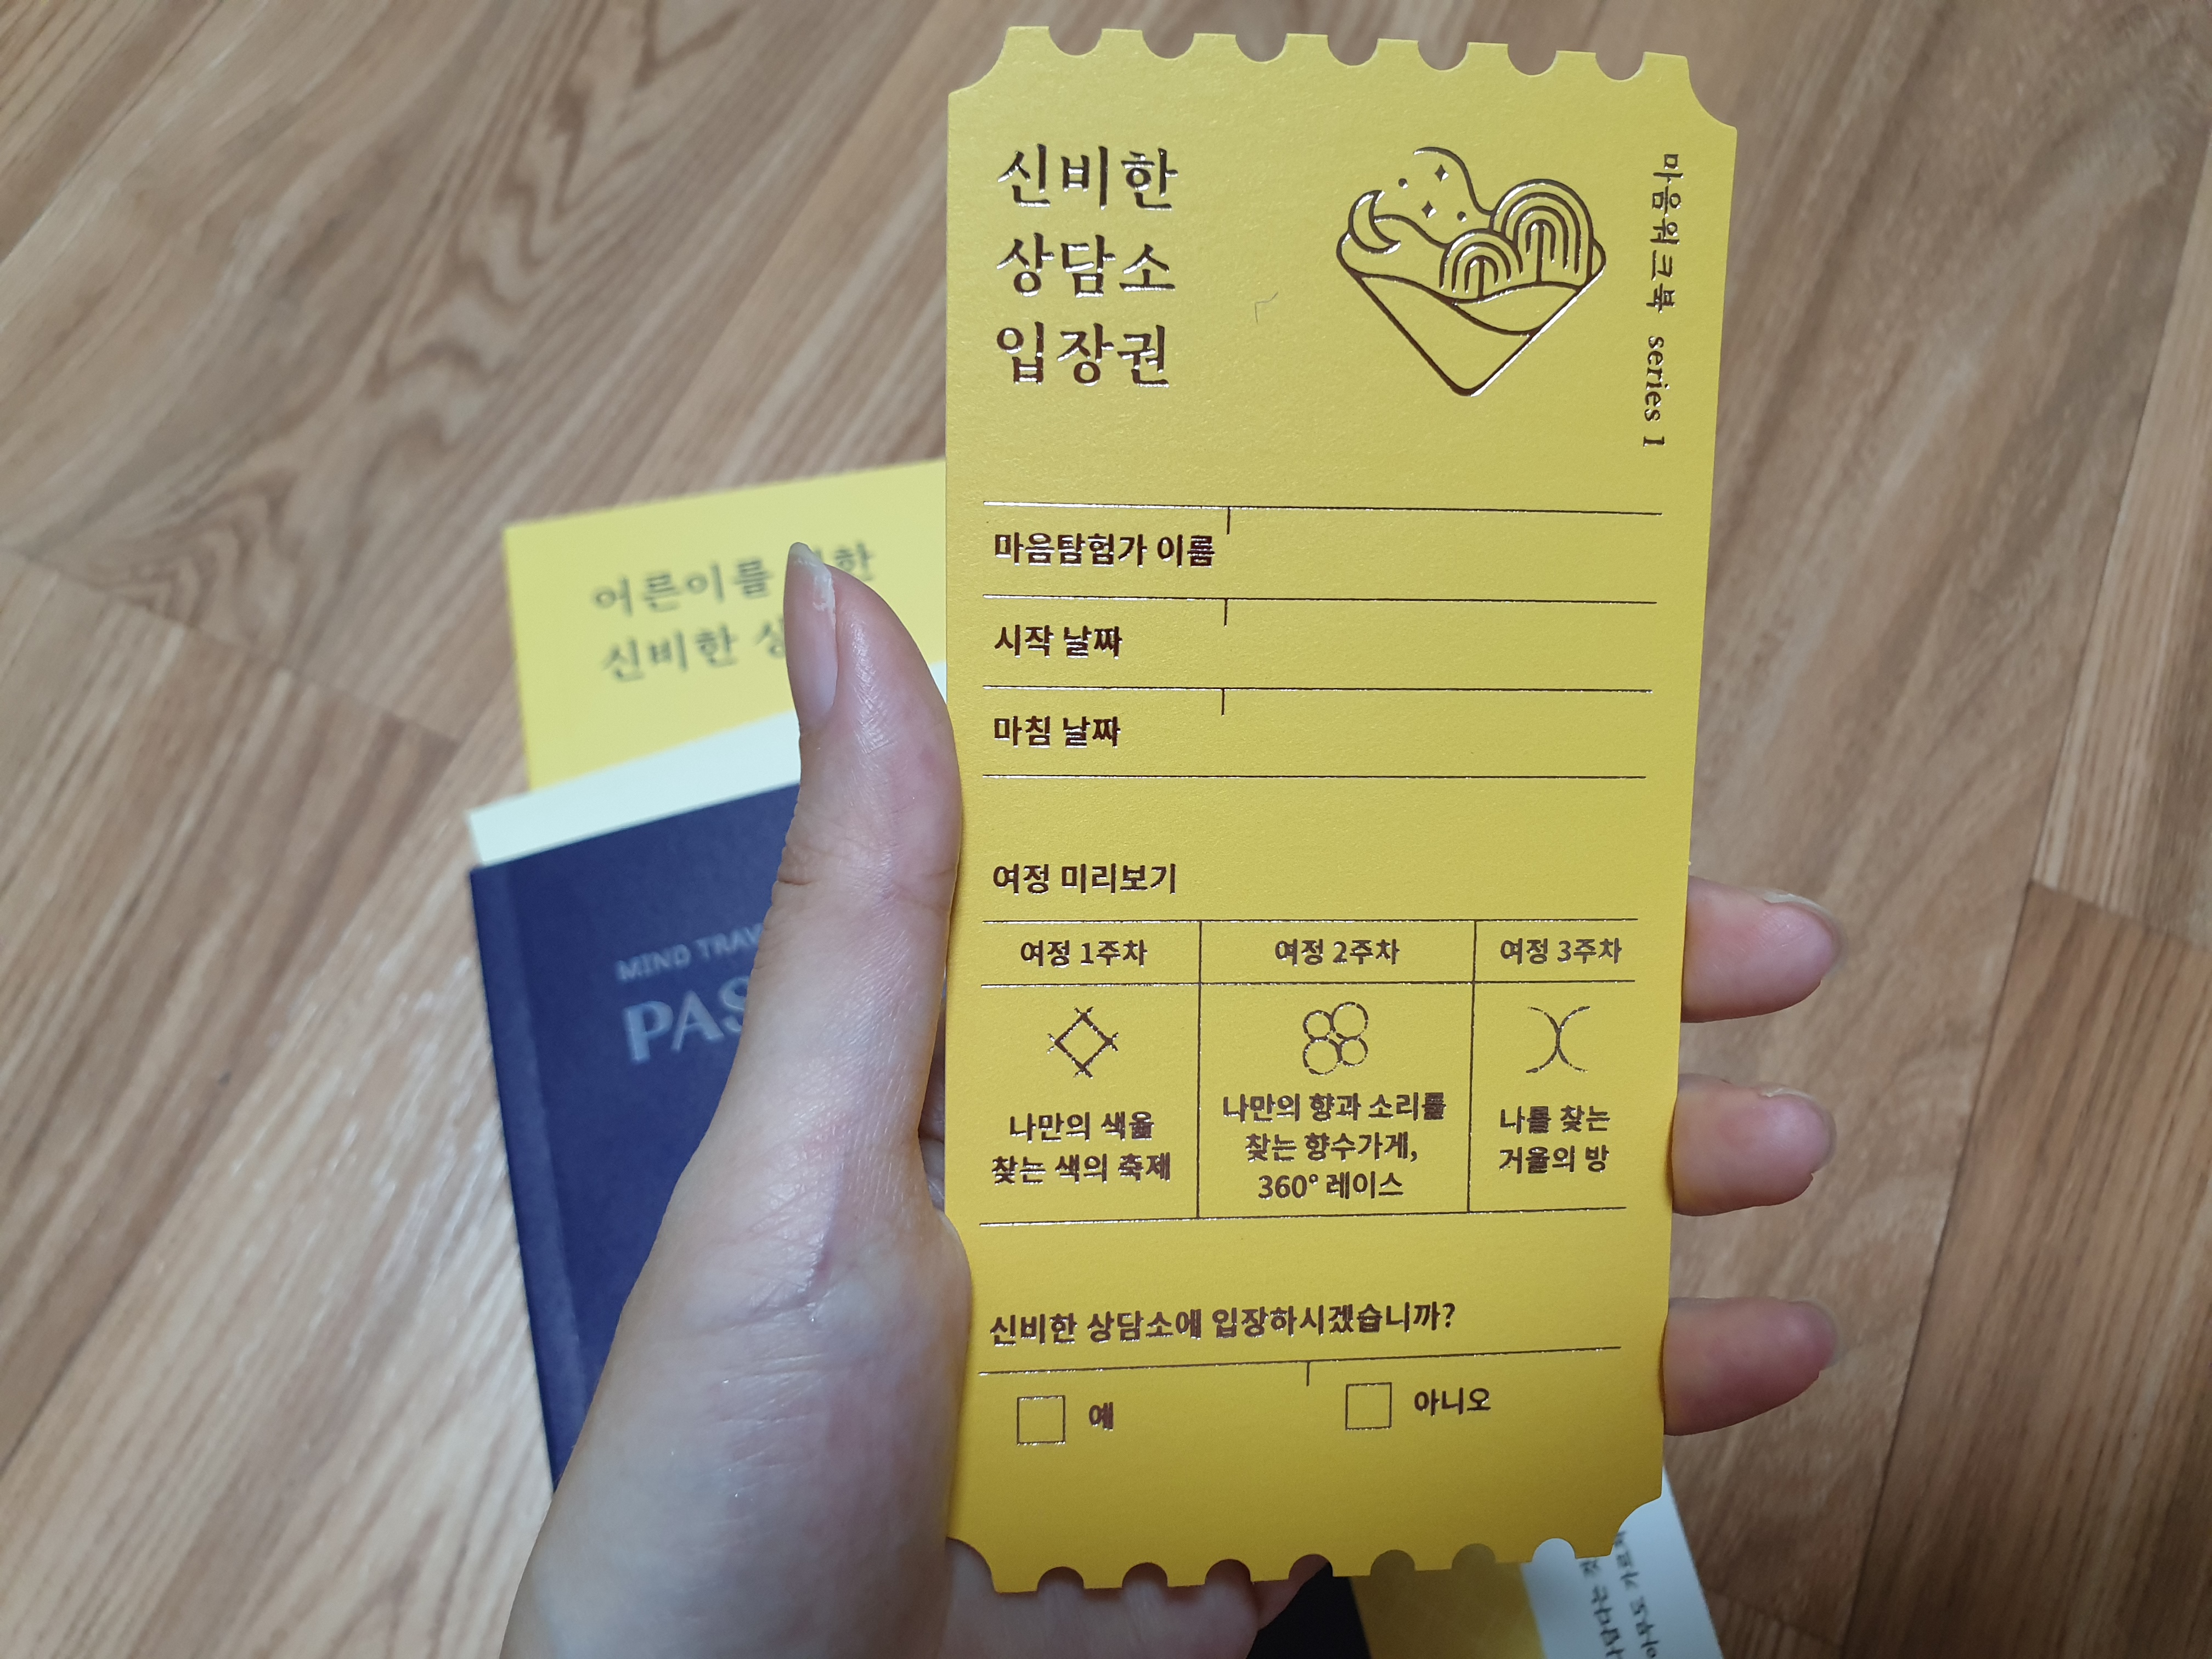 신비한
상담소
입장권
마음워크북 series 1
마음탐험가 이름
시작 날짜
마침 날짜
여정 미리보기
여정 1주차
여정 2주차
여정 3주차
나만의 색을
찾는 색의 축제
나만의 향과 소리를
찾는 향수가게,
360° 레이스
나를 찾는
거울의 방
신비한 상담소에 입장하시겠습니까?
예
아니오
어른이를
신비한
MIND